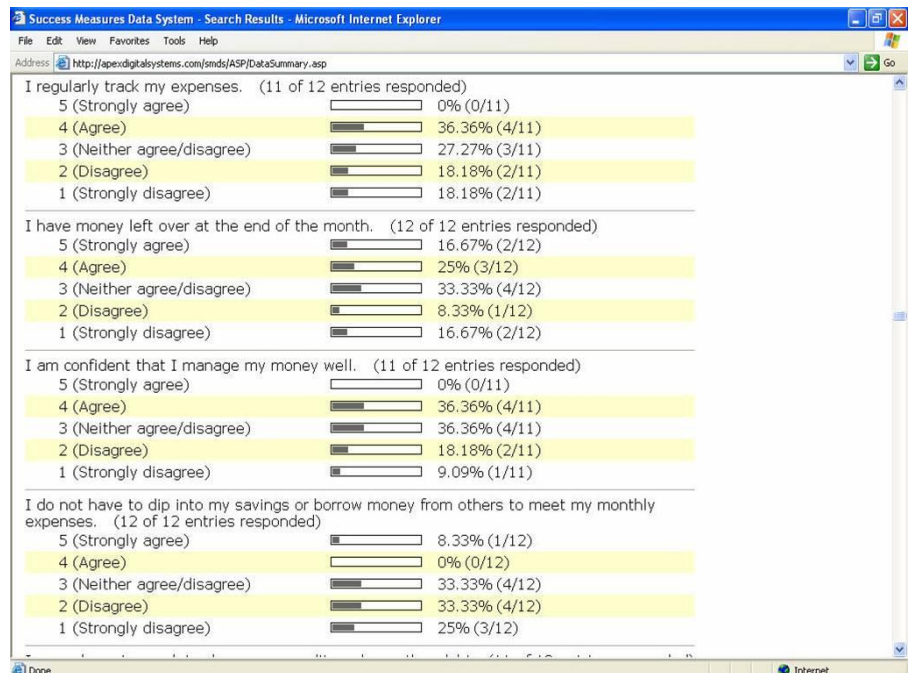 Success Measures Data System - Search Results - Microsoft Internet Explorer
File Edit View Favorites Tools Help
Address http://apexdigitalsystems.com/smds/ASP/DataSummary.asp Go
I regularly track my expenses. (11 of 12 entries responded)
5 (Strongly agree) 0% (0/11)
4 (Agree) 36.36% (4/11)
3 (Neither agree/disagree) 27.27% (3/11)
2 (Disagree) 18.18% (2/11)
1 (Strongly disagree) 18.18% (2/11)
I have money left over at the end of the month. (12 of 12 entries responded)
5 (Strongly agree) 16.67% (2/12)
4 (Agree) 25% (3/12)
3 (Neither agree/disagree) 33.33% (4/12)
2 (Disagree) 8.33% (1/12)
1 (Strongly disagree) 16.67% (2/12)
I am confident that I manage my money well. (11 of 12 entries responded)
5 (Strongly agree) 0% (0/11)
4 (Agree) 36.36% (4/11)
3 (Neither agree/disagree) 36.36% (4/11)
2 (Disagree) 18.18% (2/11)
1 (Strongly disagree) 9.09% (1/11)
I do not have to dip into my savings or borrow money from others to meet my monthly
expenses. (12 of 12 entries responded)
5 (Strongly agree) 8.33% (1/12)
4 (Agree) 0% (0/12)
3 (Neither agree/disagree) 33.33% (4/12)
2 (Disagree) 33.33% (4/12)
1 (Strongly disagree) 25% (3/12)
Done Internet